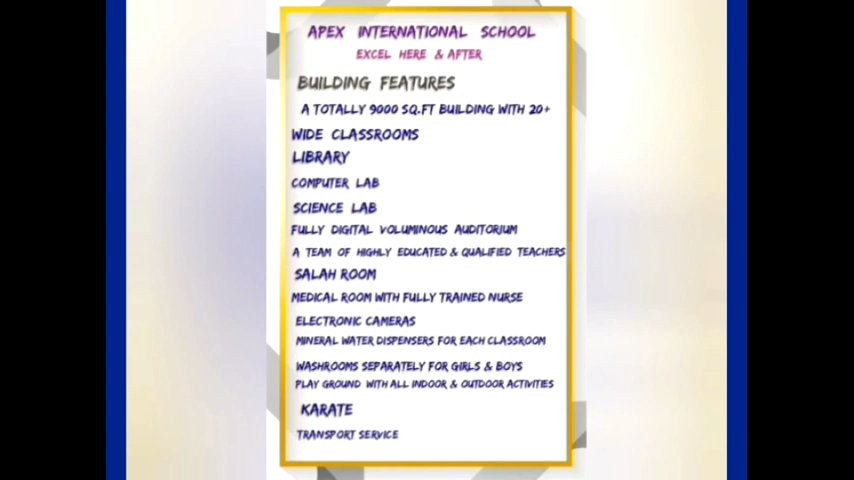 APEX INTERNATIONAL SCHOOL
EXCEL HERE & AFTER
BUILDING FEATURES
A TOTALLY 9000 SQ.FT BUILDING WITH 20+
WIDE CLASSROOMS
LIBRARY
COMPUTER LAB
SCIENCE LAB
FULLY DIGITAL VOLUMINOUS AUDITORIUM
A TEAM OF HIGHLY EDUCATED & QUALIFIED TEACHERS
SALAH ROOM
MEDICAL ROOM WITH FULLY TRAINED NURSE
ELECTRONIC CAMERAS
MINERAL WATER DISPENSERS FOR EACH CLASSROOM
WASHROOMS SEPARATELY FOR GIRLS & BOYS
PLAY GROUND WITH ALL INDOOR & OUTDOOR ACTIVITIES
KARATE
TRANSPORT SERVICE